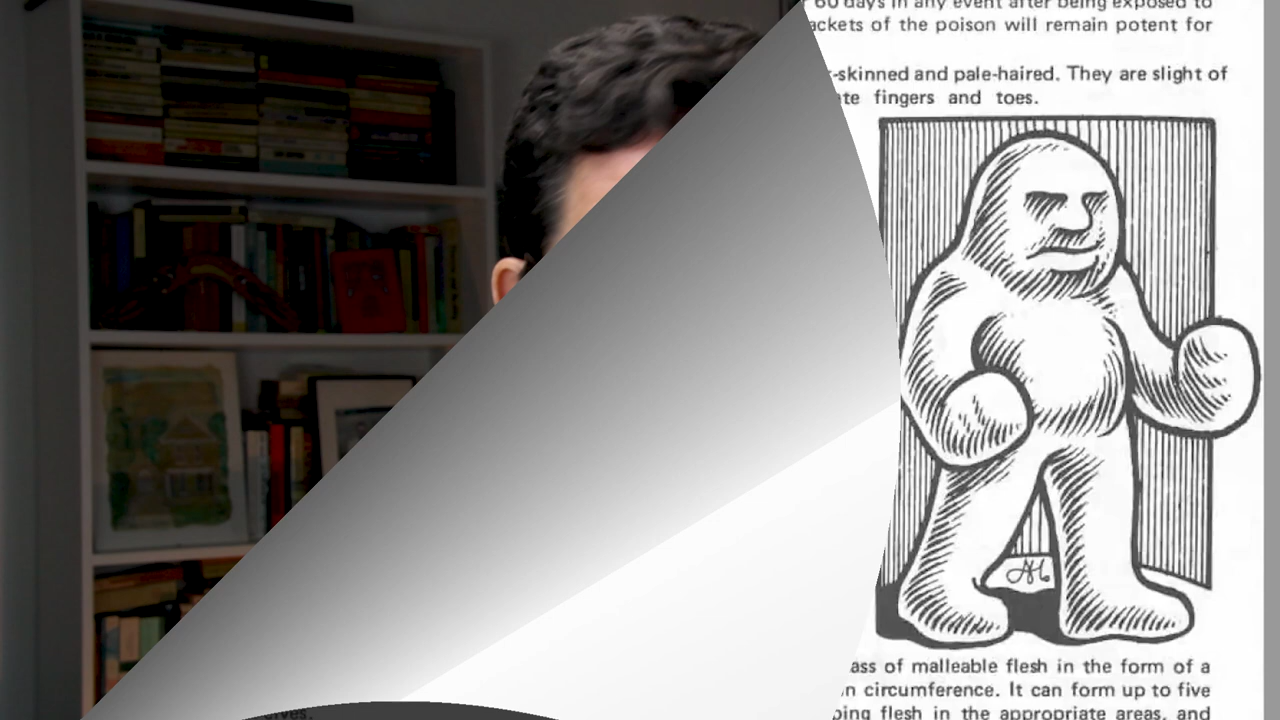 60 days in any event after being exposed to
ackets of the poison will remain potent for
-skinned and pale-haired. They are slight of
te fingers and toes.
ass of malleable flesh in the form of a
n circumference. It can form up to five
ping flesh in the appropriate areas, and
elves.